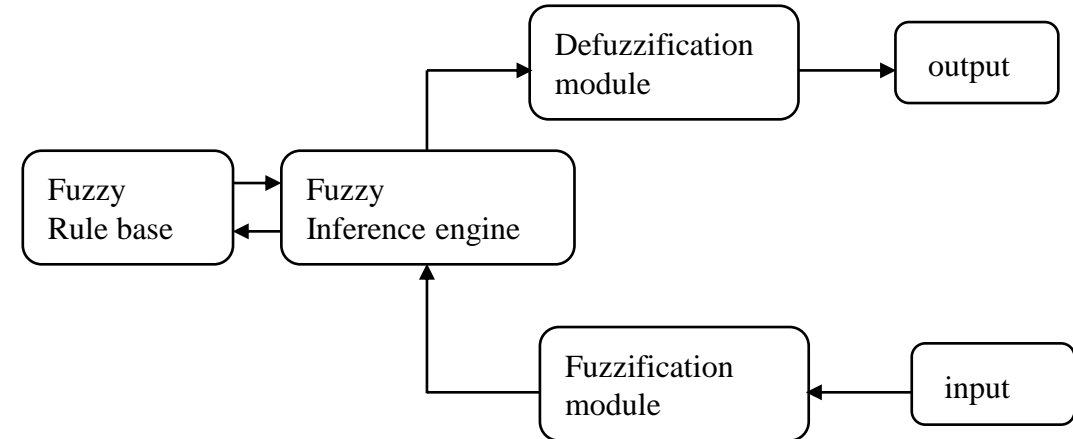 Defuzzification
module
output
Fuzzy
Rule base
Fuzzy
Inference engine
Fuzzification
module
input